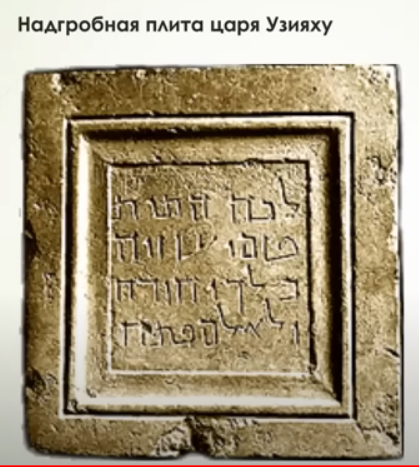 Надгробная плита царя Узияху
לכה התית
טמי עוזיה
מלך יהודה
ולא למפתח